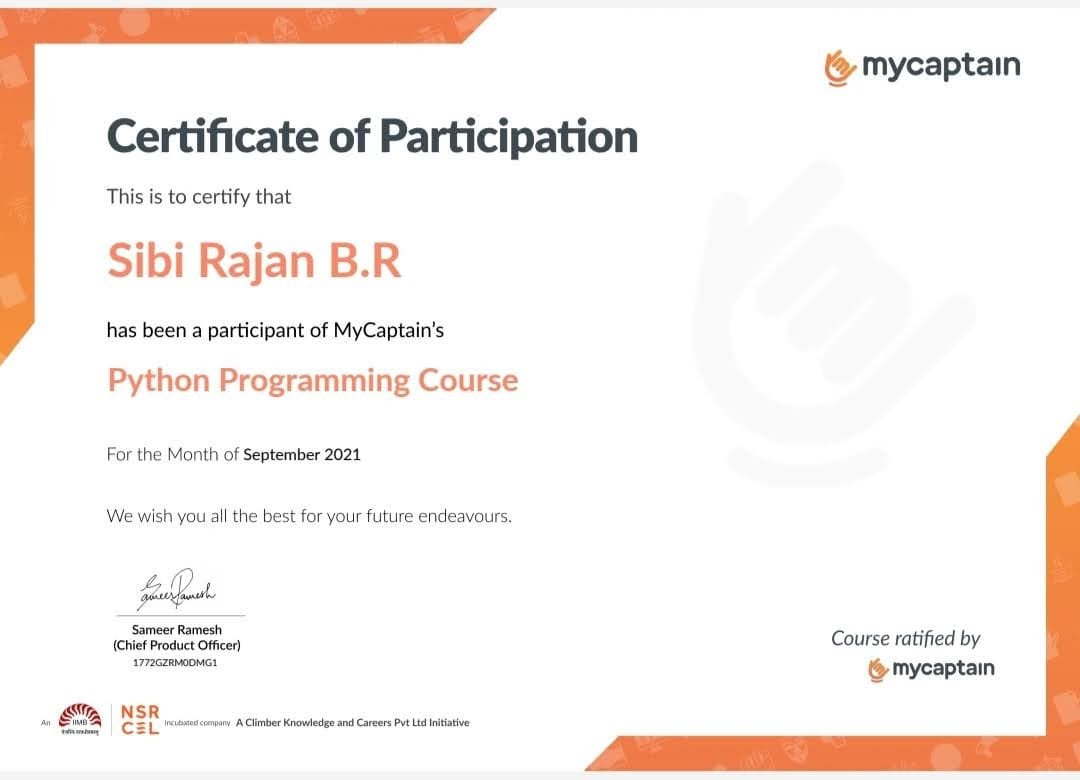 mycaptain
Certificate of Participation
This is to certify that
Sibi Rajan B.R
has been a participant of MyCaptain's
Python Programming Course
For the Month of September 2021
We wish you all the best for your future endeavours.
Sameer Ramesh
Sameer Ramesh
(Chief Product Officer)
1772GZRM0DMG1
Course ratified by
mycaptain
An IIMB NSRCEL incubated company A Climber Knowledge and Careers Pvt Ltd Initiative